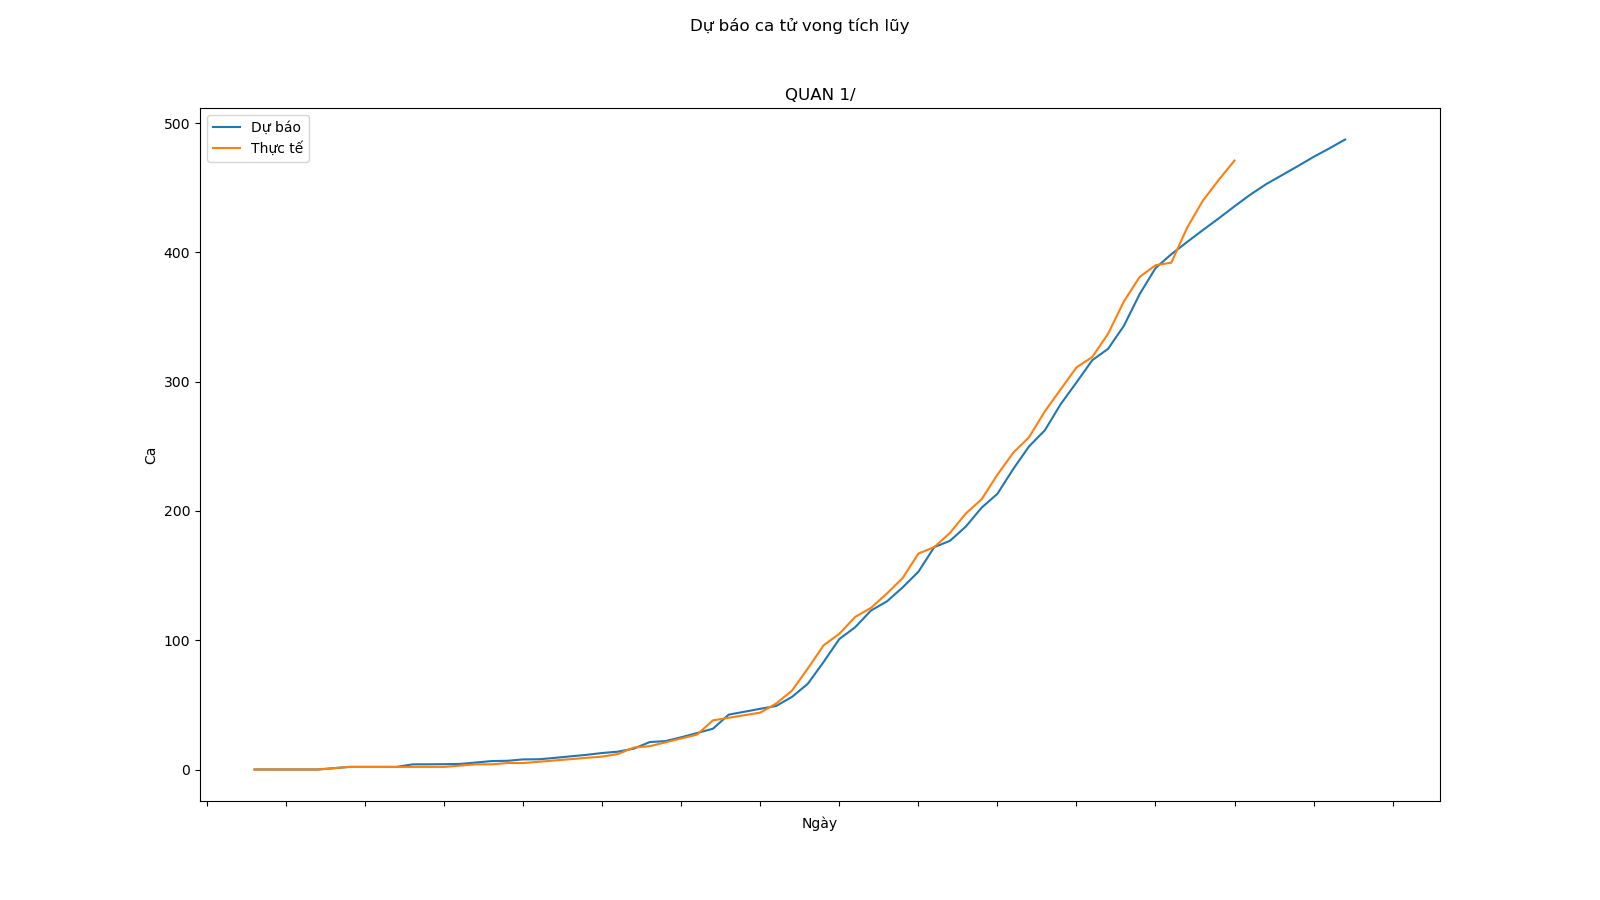 Dự báo ca tử vong tích lũy
QUAN 1/
Dự báo
Thực tế
500
400
300
200
100
0
Ca
Ngày